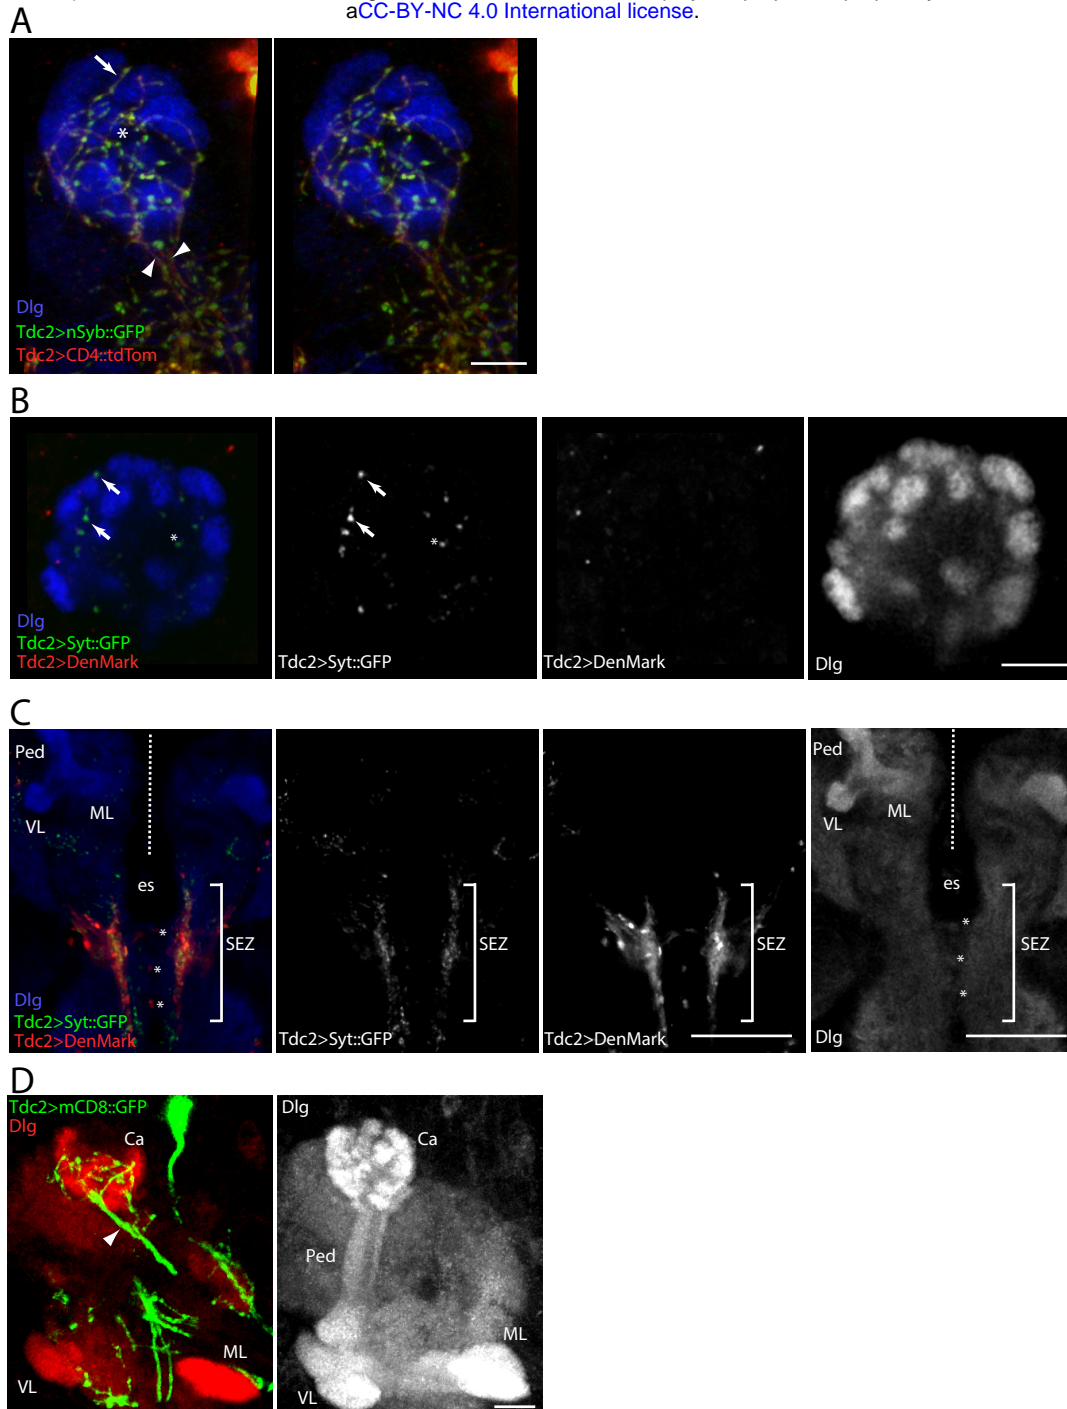 aCC-BY-NC 4.0 International license.
A
*
Dlg
Tdc2>nSyb::GFP
Tdc2>CD4::tdTom
B
*
*
Dlg
Tdc2>Syt::GFP
Tdc2>DenMark
Tdc2>Syt::GFP
Tdc2>DenMark
Dlg
C
Ped
VL
ML
es
SEZ
*
*
*
Dlg
Tdc2>Syt::GFP
Tdc2>DenMark
SEZ
Tdc2>Syt::GFP
SEZ
Tdc2>DenMark
Ped
VL
ML
es
SEZ
*
*
*
Dlg
D
Tdc2>mCD8::GFP
Dlg
Ca
VL
ML
Dlg
Ca
Ped
ML
VL